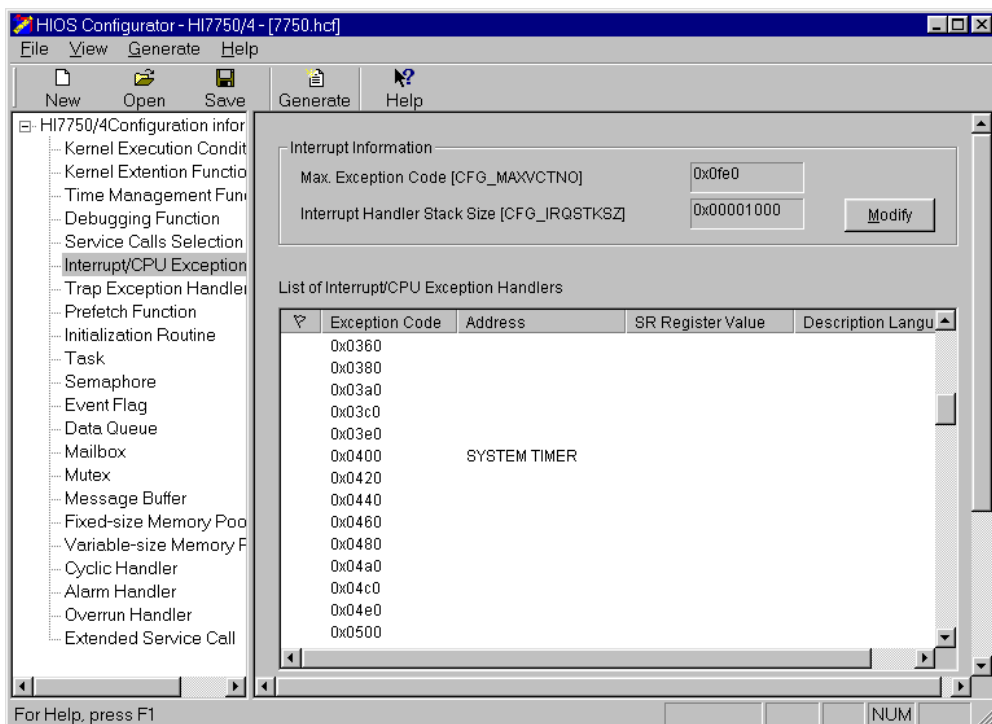 HIOS Configurator - HI7750/4 - [7750.hcf]
File View Generate Help
New Open Save Generate Help
HI7750/4Configuration infor
Kernel Execution Condit
Kernel Extention Functio
Time Management Fun
Debugging Function
Service Calls Selection
Interrupt/CPU Exception
Trap Exception Handler
Prefetch Function
Initialization Routine
Task
Semaphore
Event Flag
Data Queue
Mailbox
Mutex
Message Buffer
Fixed-size Memory Poo
Variable-size Memory P
Cyclic Handler
Alarm Handler
Overrun Handler
Extended Service Call
Interrupt Information
Max. Exception Code [CFG_MAXVCTNO] 0x0fe0
Interrupt Handler Stack Size [CFG_IRQSTKSZ] 0x00001000 Modify
List of Interrupt/CPU Exception Handlers
Exception Code Address SR Register Value Description Langu
0x0360
0x0380
0x03a0
0x03c0
0x03e0
0x0400 SYSTEM TIMER
0x0420
0x0440
0x0460
0x0480
0x04a0
0x04c0
0x04e0
0x0500
For Help, press F1 NUM